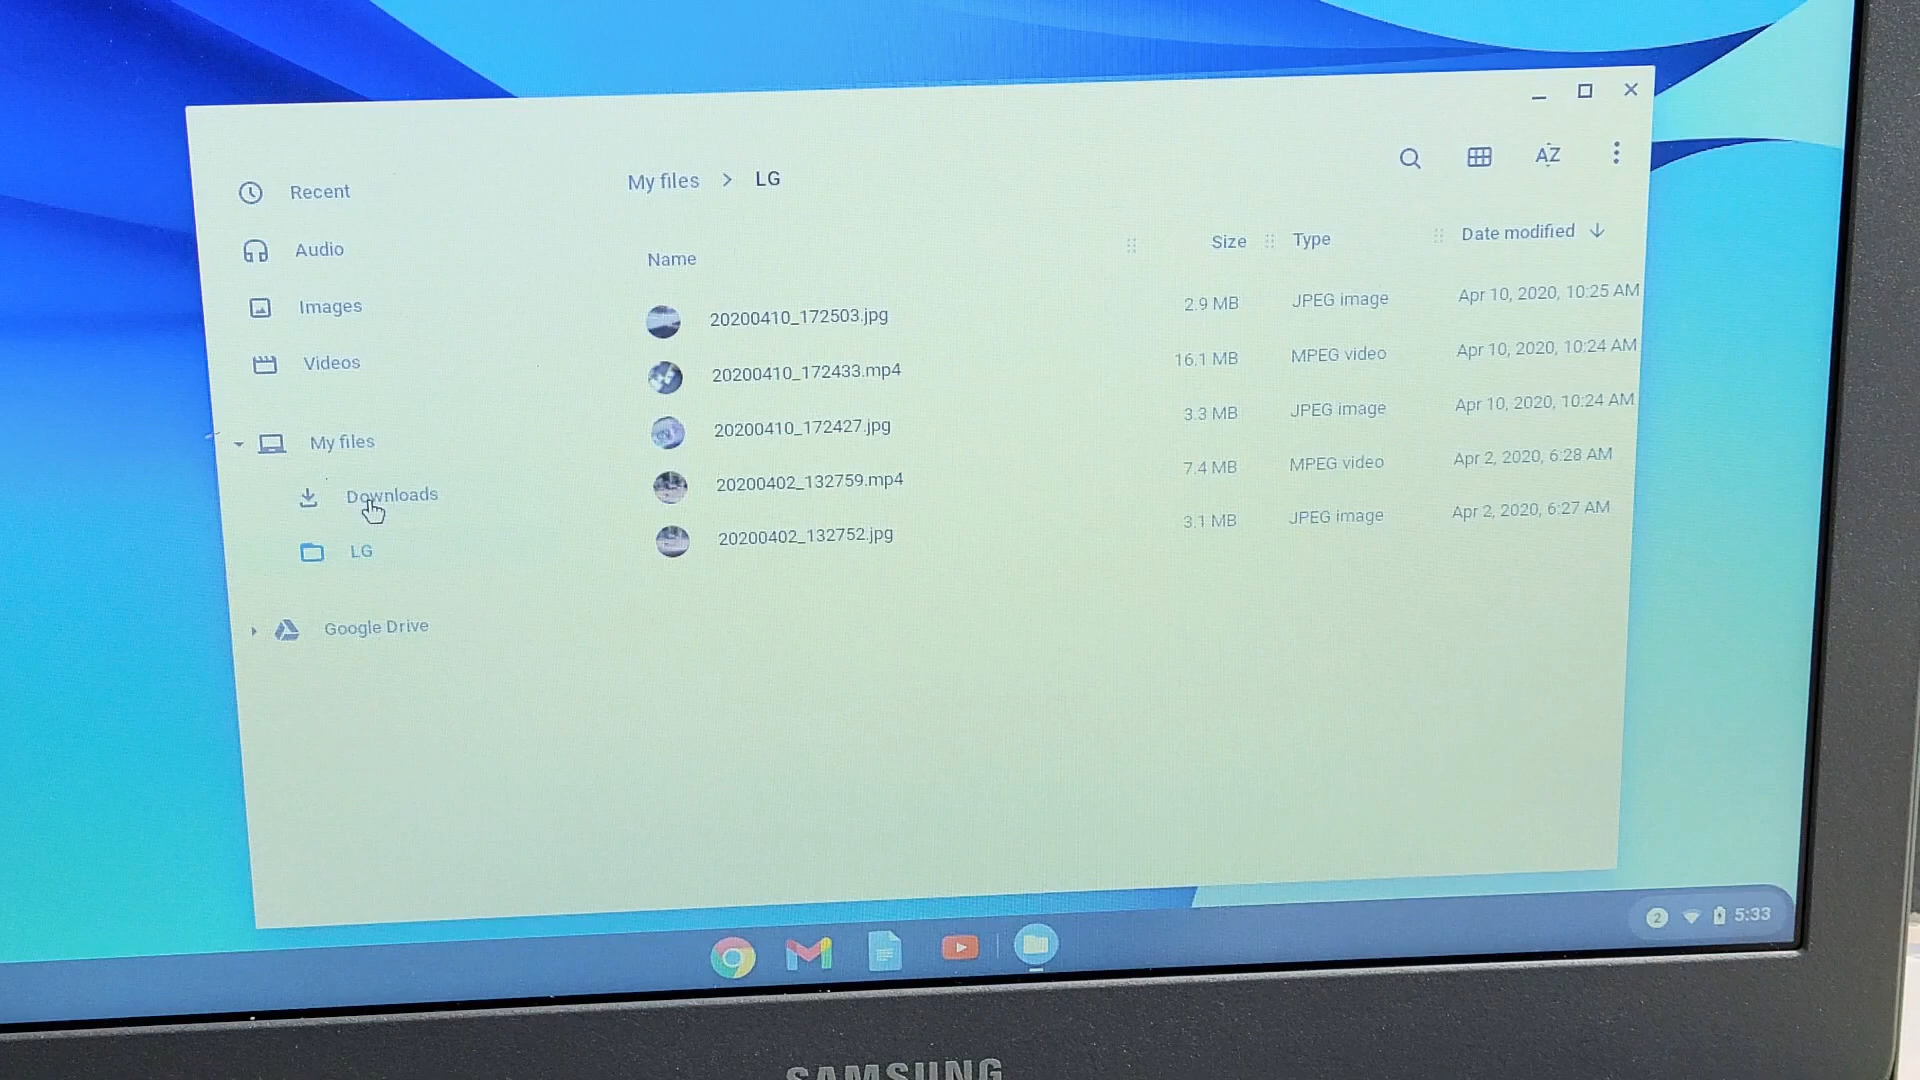 Recent
Audio
Images
Videos
My files
Downloads
LG
Google Drive
My files > LG
AZ
Name Size Type Date modified
20200410_172503.jpg 2.9 MB JPEG image Apr 10, 2020, 10:25 AM
20200410_172433.mp4 16.1 MB MPEG video Apr 10, 2020, 10:24 AM
20200410_172427.jpg 3.3 MB JPEG image Apr 10, 2020, 10:24 AM
20200402_132759.mp4 7.4 MB MPEG video Apr 2, 2020, 6:28 AM
20200402_132752.jpg 3.1 MB JPEG image Apr 2, 2020, 6:27 AM
2 5:33
SAMSUNG